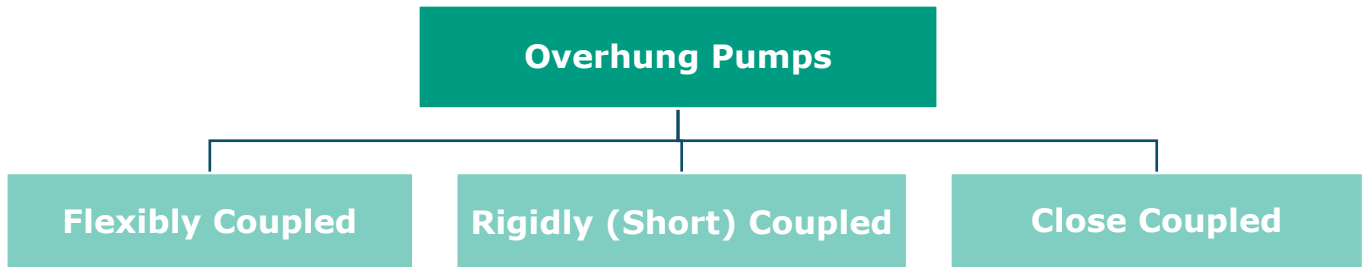 Overhung Pumps
Flexibly Coupled
Rigidly (Short) Coupled
Close Coupled